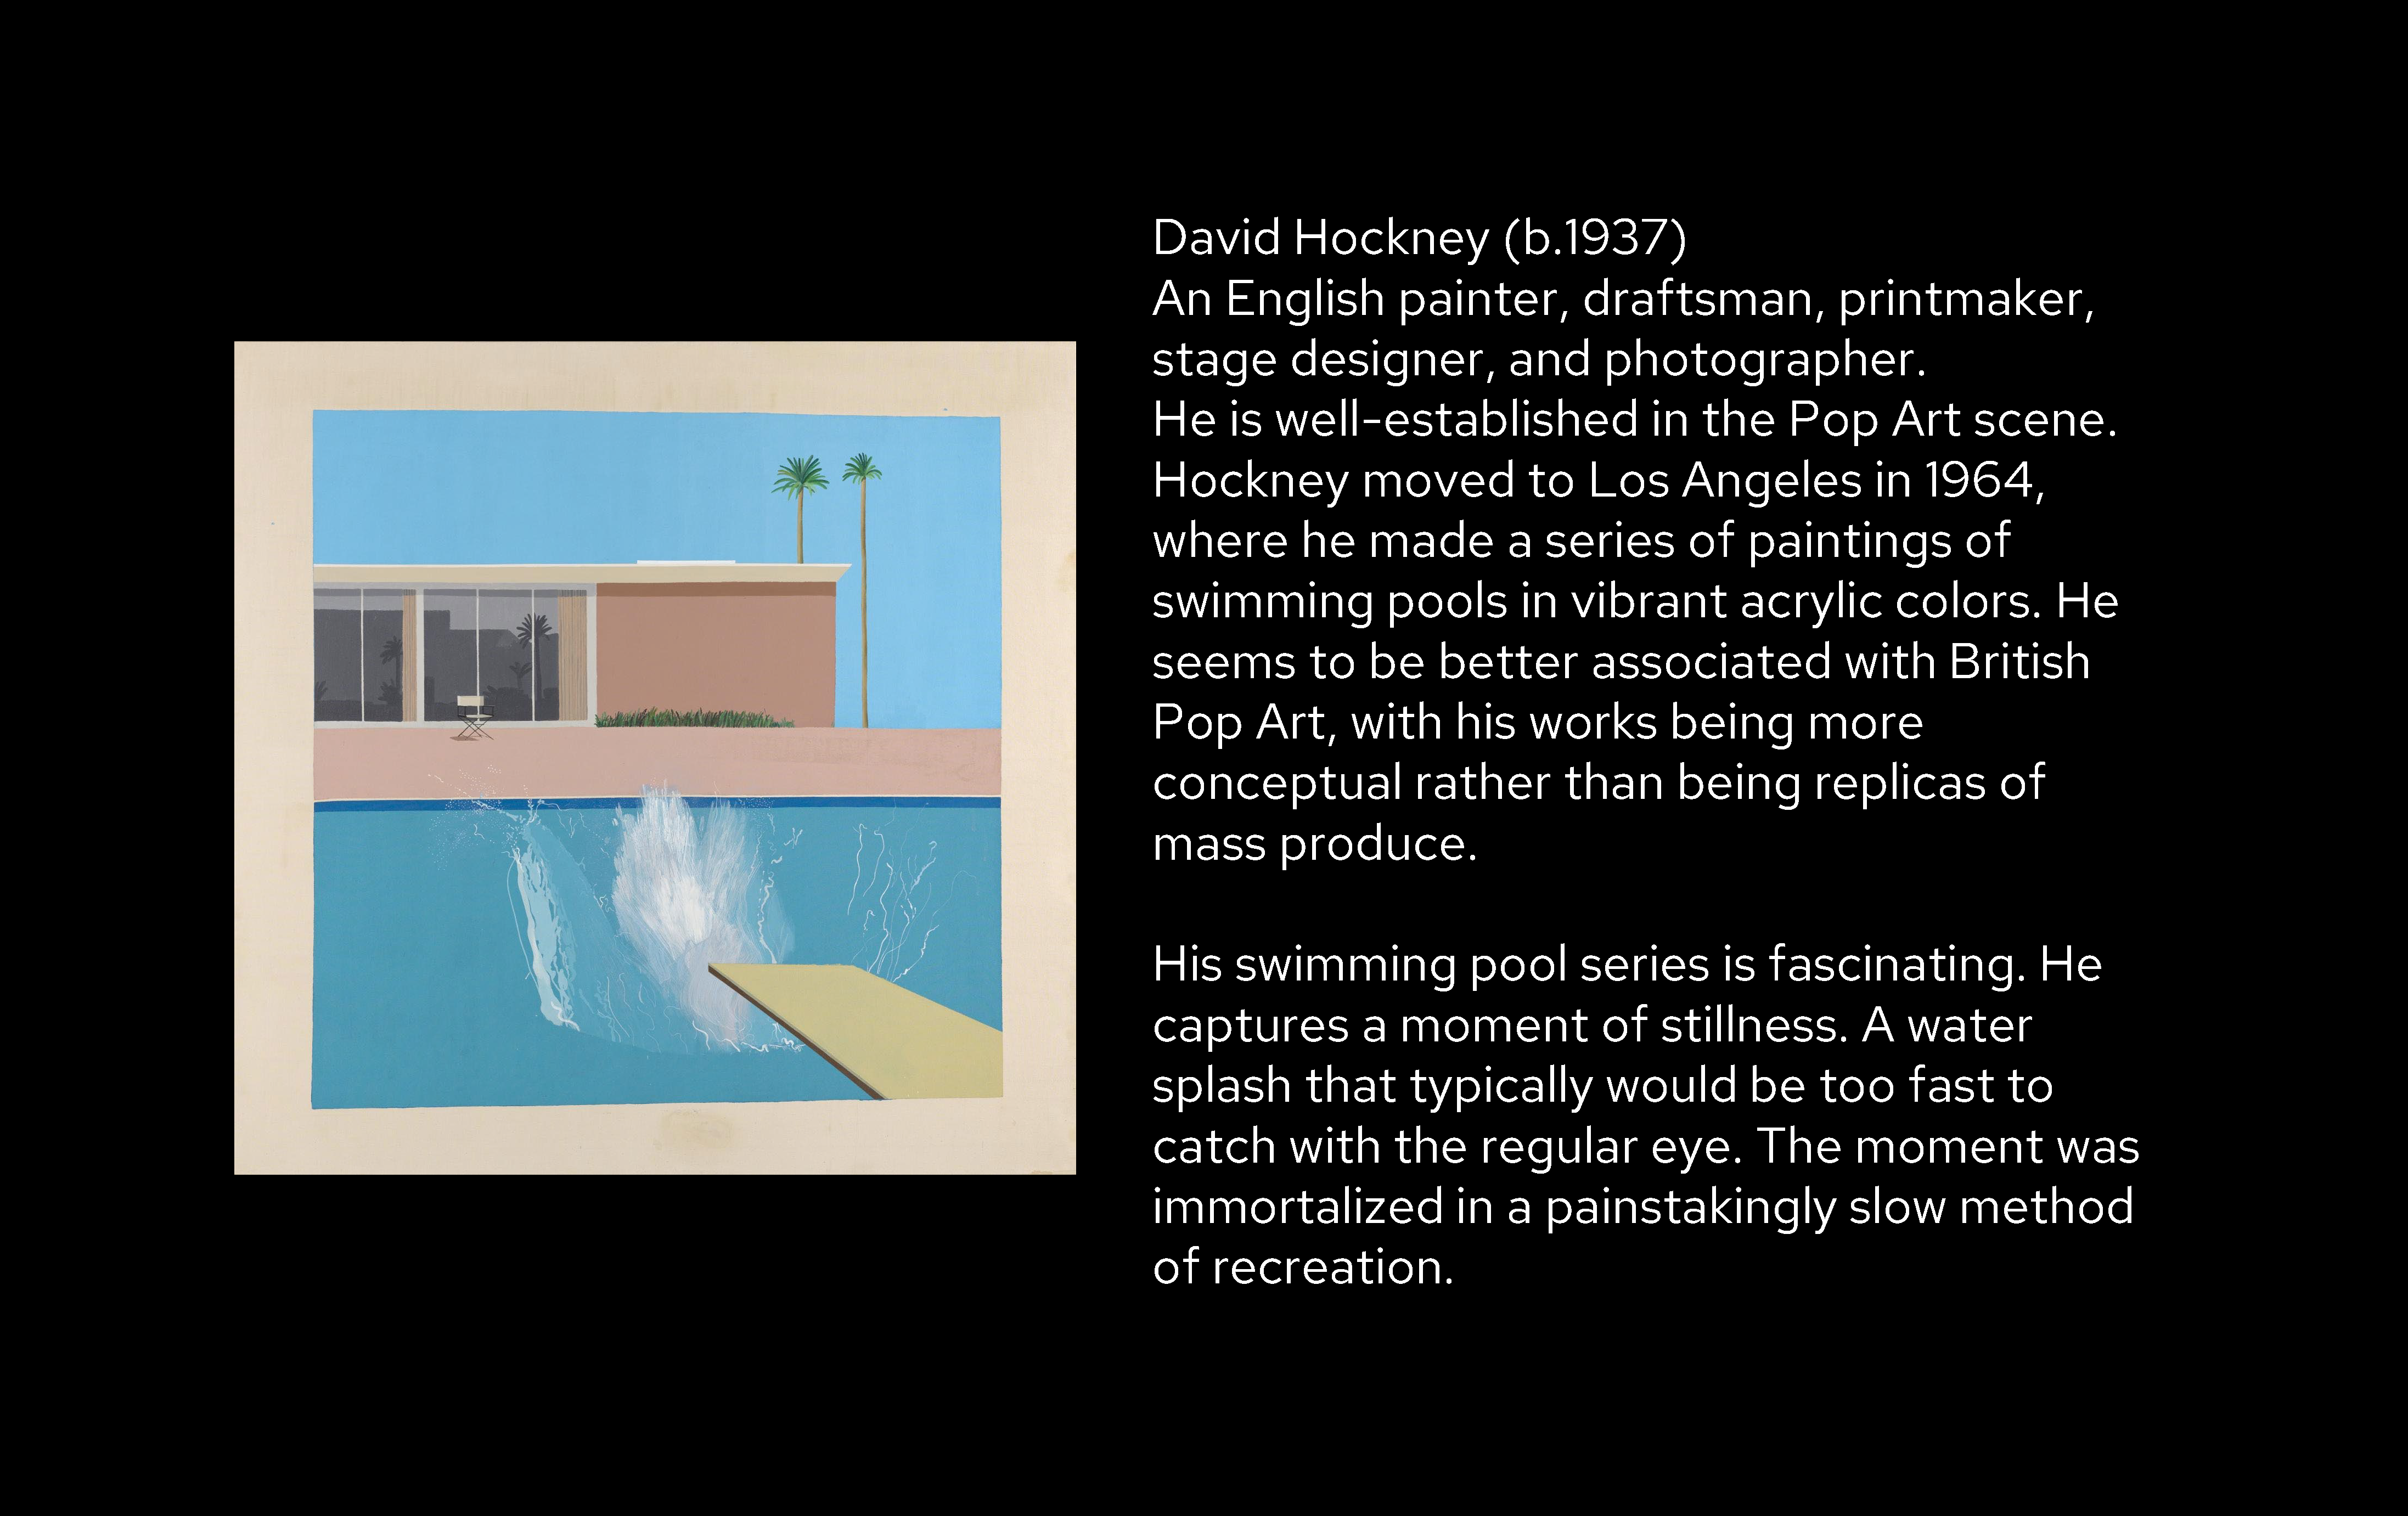 David Hockney (b.1937)
An English painter, draftsman, printmaker,
stage designer, and photographer.
He is well-established in the Pop Art scene.
Hockney moved to Los Angeles in 1964,
where he made a series of paintings of
swimming pools in vibrant acrylic colors. He
seems to be better associated with British
Pop Art, with his works being more
conceptual rather than being replicas of
mass produce.
His swimming pool series is fascinating. He
captures a moment of stillness. A water
splash that typically would be too fast to
catch with the regular eye. The moment was
immortalized in a painstakingly slow method
of recreation.